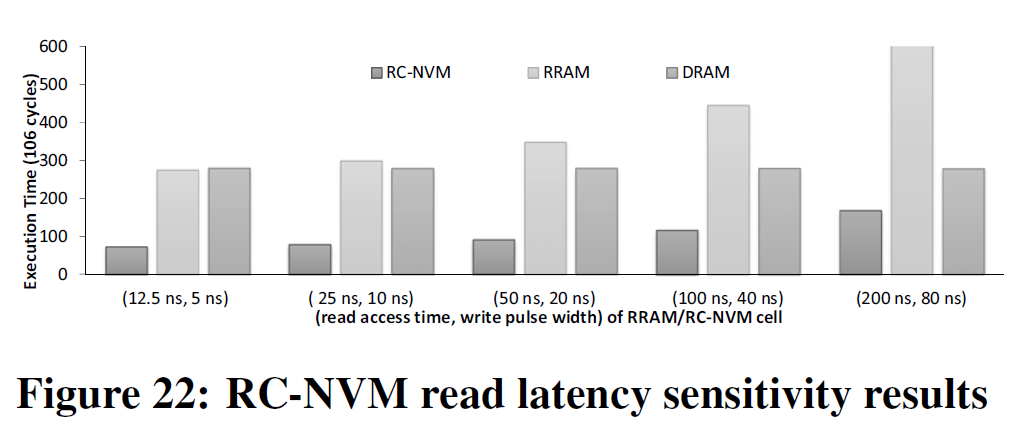 600
500
400
300
200
100
0
Execution Time (106 cycles)
RC-NVM RRAM DRAM
(12.5 ns, 5 ns) ( 25 ns, 10 ns) (50 ns, 20 ns) (100 ns, 40 ns) (200 ns, 80 ns)
(read access time, write pulse width) of RRAM/RC-NVM cell
Figure 22: RC-NVM read latency sensitivity results